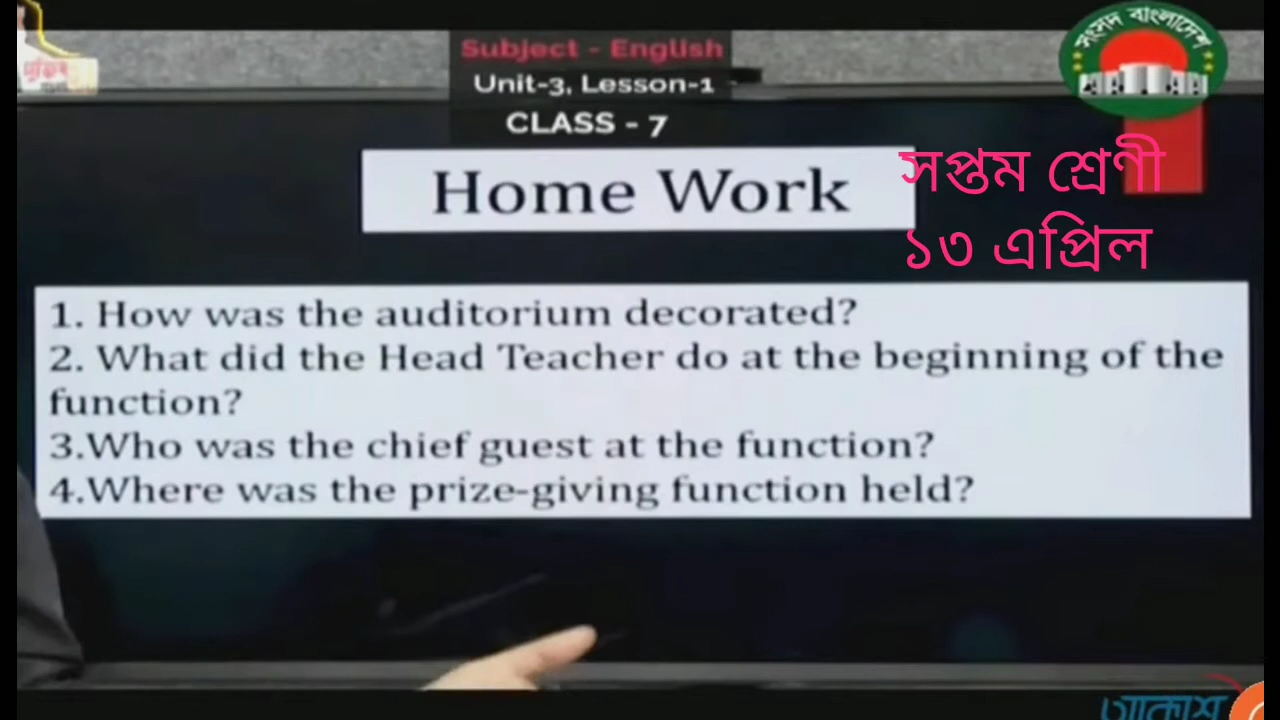 Subject - English
Unit-3, Lesson-1
CLASS - 7
সংসদ বাংলাদেশ
Home Work
সপ্তম শ্রেণী
১৩ এপ্রিল
1. How was the auditorium decorated?
2. What did the Head Teacher do at the beginning of the
function?
3.Who was the chief guest at the function?
4.Where was the prize-giving function held?
আকাশ